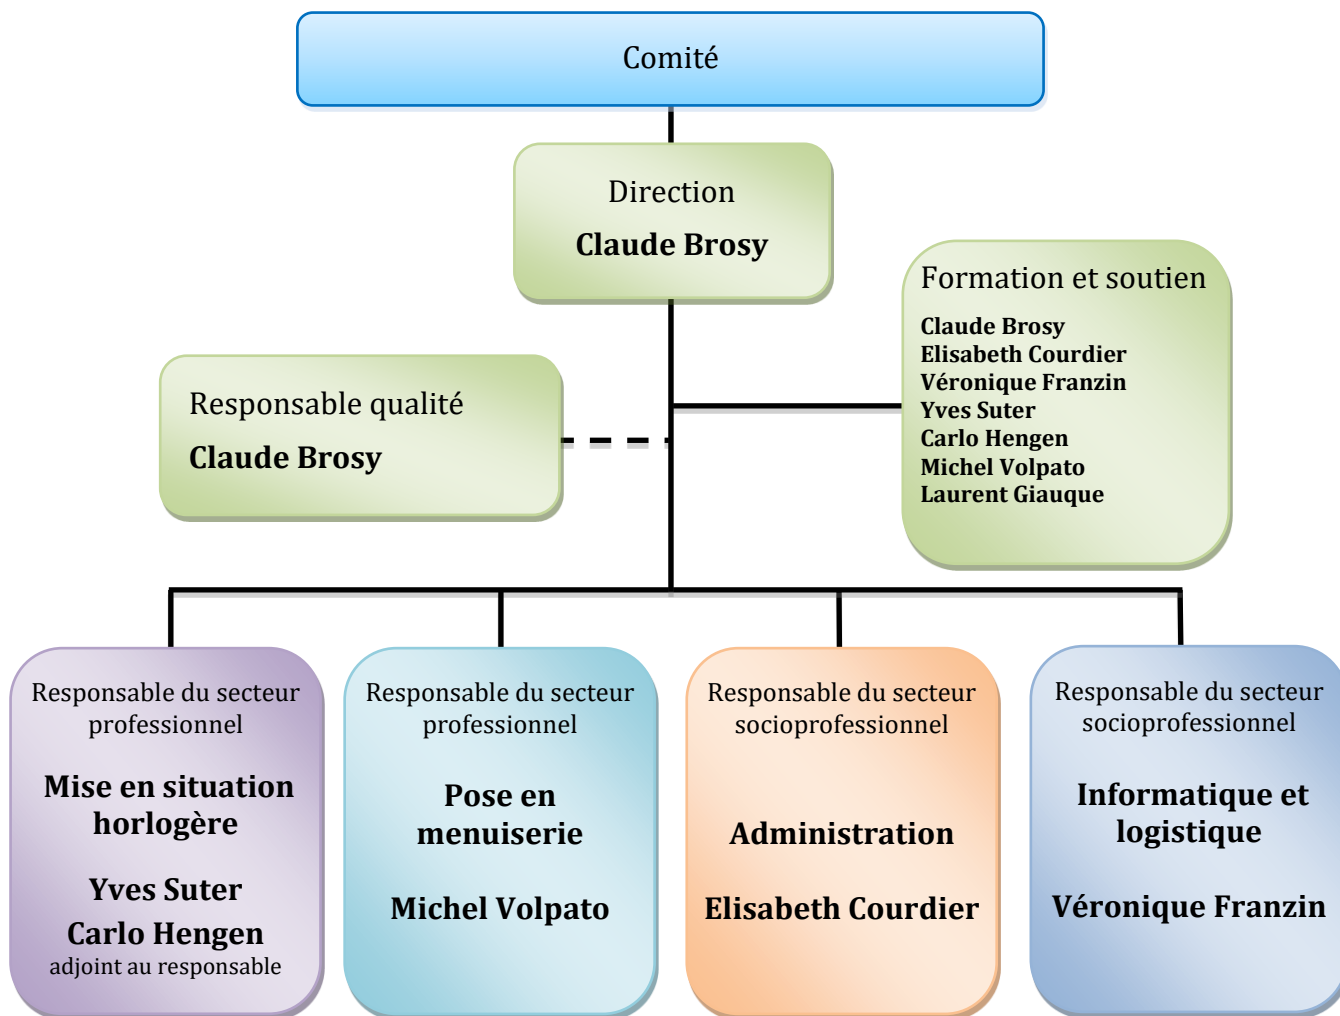 Comité
Direction
Claude Brosy
Formation et soutien
Claude Brosy
Elisabeth Courdier
Véronique Franzin
Yves Suter
Carlo Hengen
Michel Volpato
Laurent Giauque
Responsable qualité
Claude Brosy
Responsable du secteur
professionnel
Mise en situation
horlogère
Yves Suter
Carlo Hengen
adjoint au responsable
Responsable du secteur
professionnel
Pose en
menuiserie
Michel Volpato
Responsable du secteur
socioprofessionnel
Administration
Elisabeth Courdier
Responsable du secteur
socioprofessionnel
Informatique et
logistique
Véronique Franzin